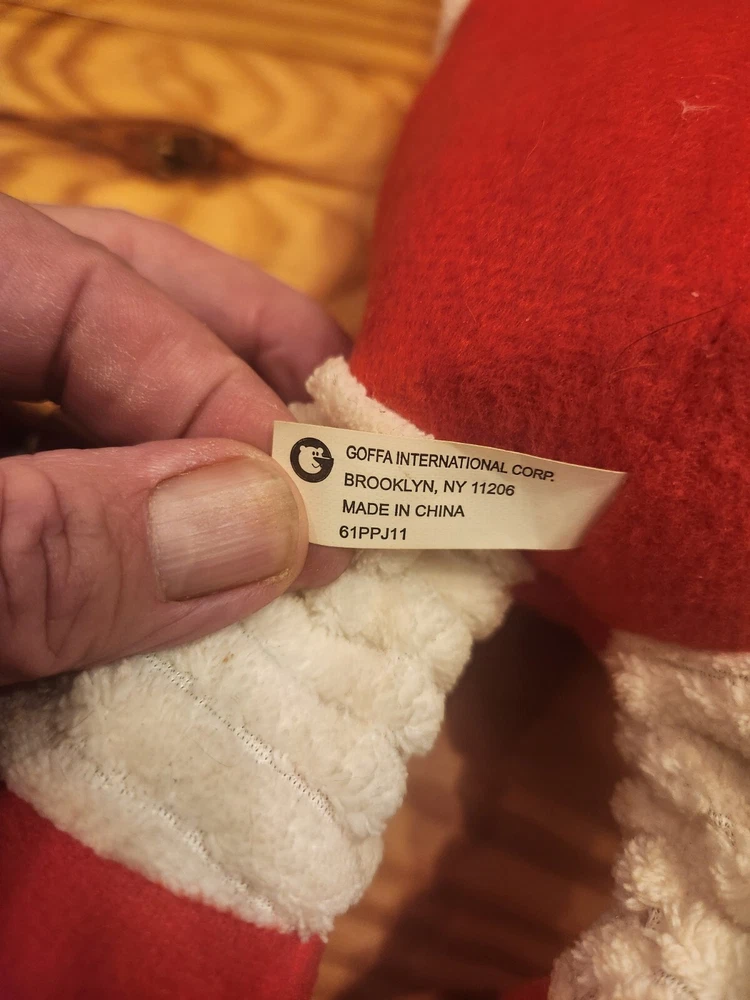 GOFFA INTERNATIONAL CORP.
BROOKLYN, NY 11206
MADE IN CHINA
61PPJ11